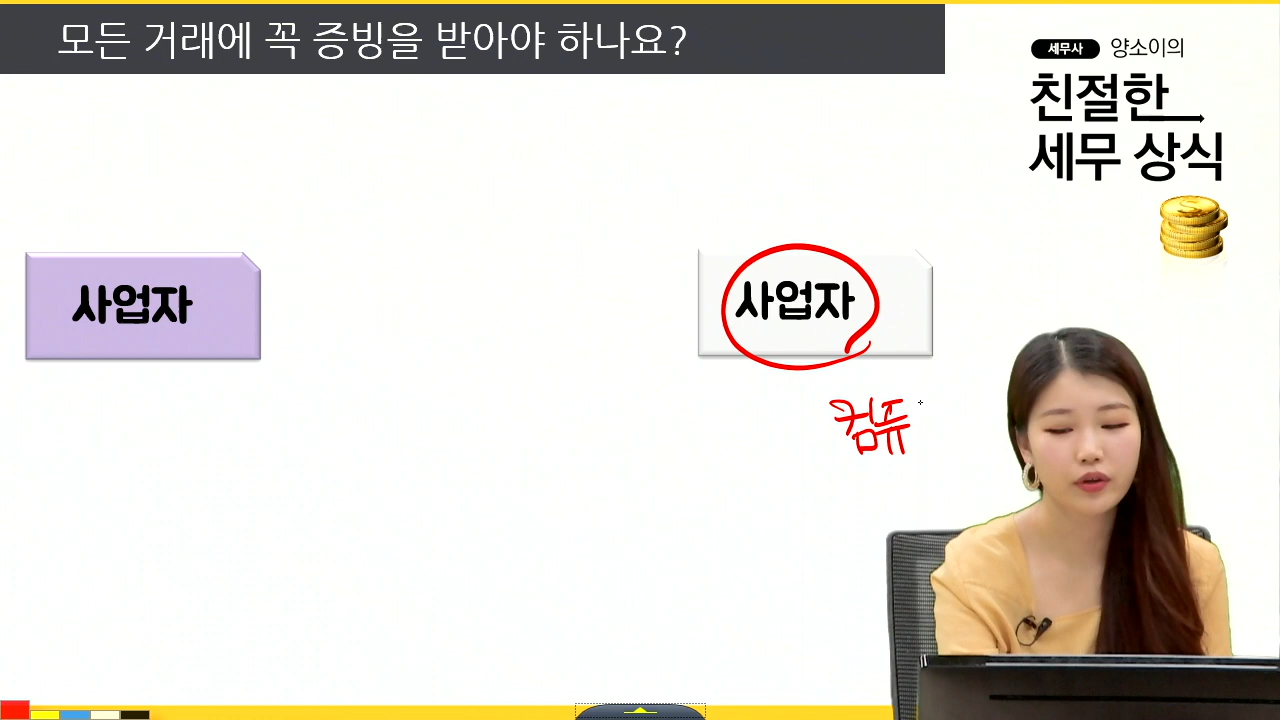 모든 거래에 꼭 증빙을 받아야 하나요?
세무사 양소이의
친절한
세무 상식
사업자
사업자
컴퓨